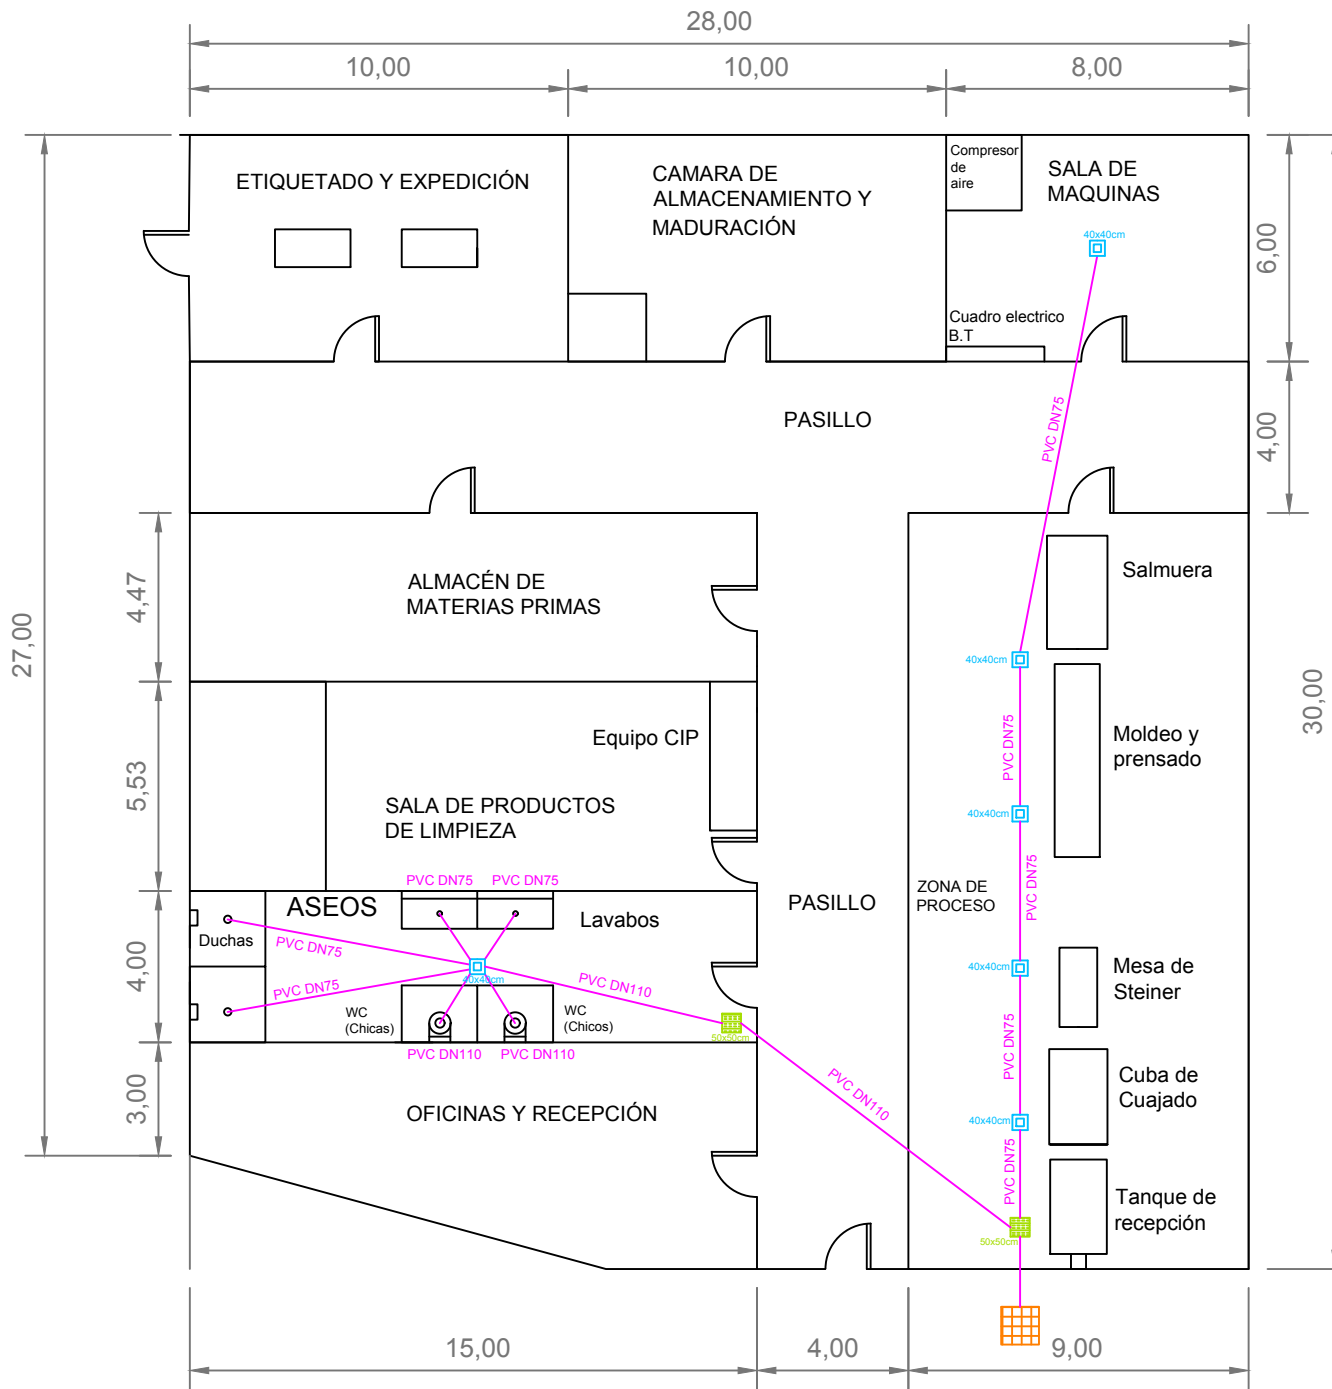 28,00
10,00
10,00
8,00
Compresor
de
aire
ETIQUETADO Y EXPEDICIÓN
CAMARA DE
ALMACENAMIENTO Y
MADURACIÓN
SALA DE
MAQUINAS
40x40cm
6,00
Cuadro electrico
B.T
PASILLO
PVC DN75
4,00
27,00
4,47
ALMACÉN DE
MATERIAS PRIMAS
Salmuera
40x40cm
30,00
5,53
Equipo CIP
PVC DN75
Moldeo y
prensado
SALA DE PRODUCTOS
DE LIMPIEZA
40x40cm
PVC DN75
PVC DN75
PVC DN75
ASEOS
Lavabos
PASILLO
ZONA DE
PROCESO
Duchas
PVC DN75
4,00
40x40cm
PVC DN110
40x40cm
Mesa de
Steiner
PVC DN75
WC
(Chicas)
WC
(Chicos)
50x50cm
PVC DN110
PVC DN110
PVC DN75
3,00
OFICINAS Y RECEPCIÓN
PVC DN110
40x40cm
Cuba de
Cuajado
PVC DN75
Tanque de
recepción
50x50cm
15,00
4,00
9,00